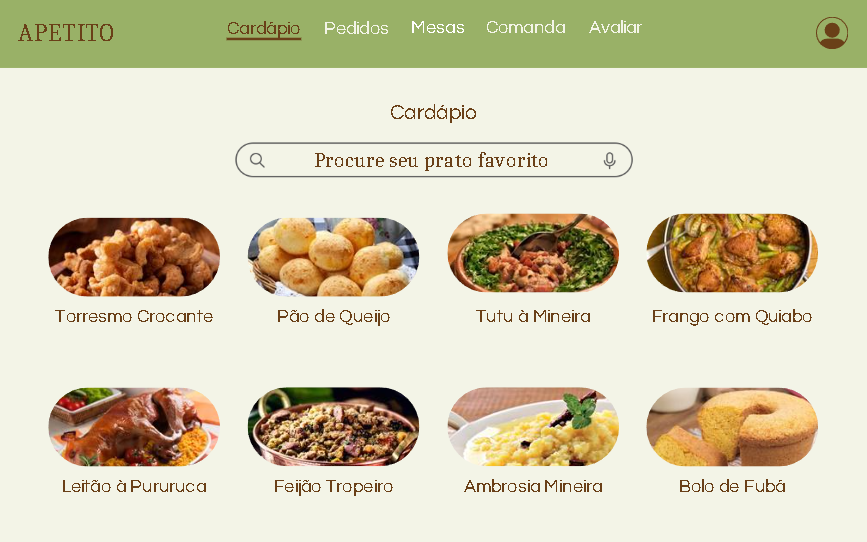 APETITO
Cardápio
Pedidos
Mesas
Comanda
Avaliar
Cardápio
Procure seu prato favorito
Torresmo Crocante
Pão de Queijo
Tutu à Mineira
Frango com Quiabo
Leitão à Pururuca
Feijão Tropeiro
Ambrosia Mineira
Bolo de Fubá